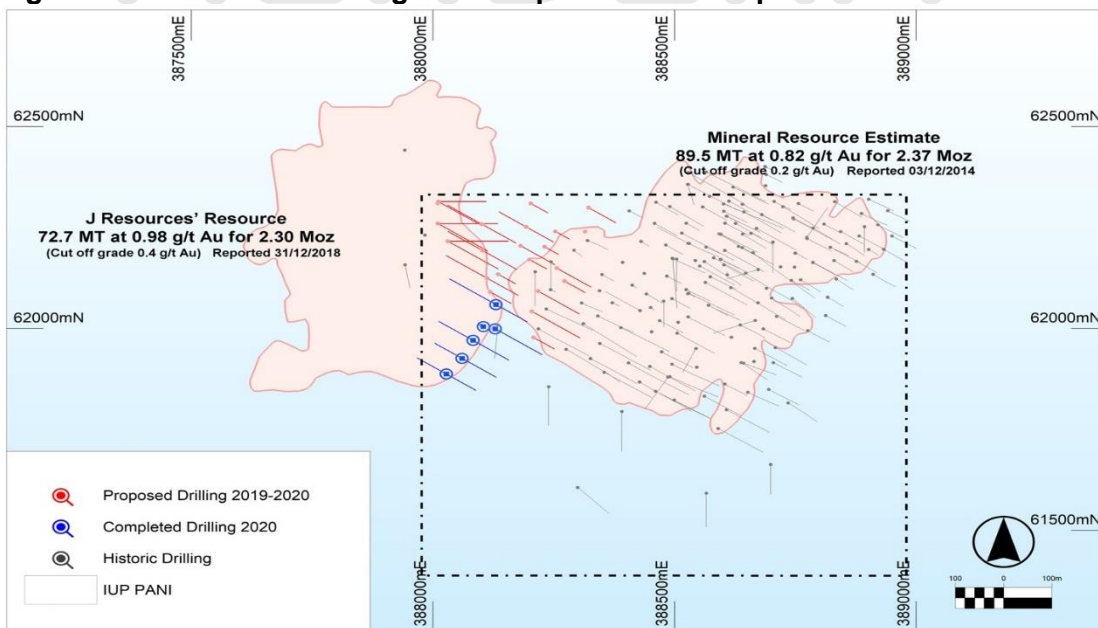 387500mE
388000mE
388500mE
389000mE
62500mN
62500mN
Mineral Resource Estimate
89.5 MT at 0.82 g/t Au for 2.37 Moz
(Cut off grade 0.2 g/t Au) Reported 03/12/2014
J Resources' Resource
72.7 MT at 0.98 g/t Au for 2.30 Moz
(Cut off grade 0.4 g/t Au) Reported 31/12/2018
62000mN
62000mN
Proposed Drilling 2019-2020
Completed Drilling 2020
Historic Drilling
IUP PANI
61500mN
100 0 100m
388000mE
388500mE
389000mE